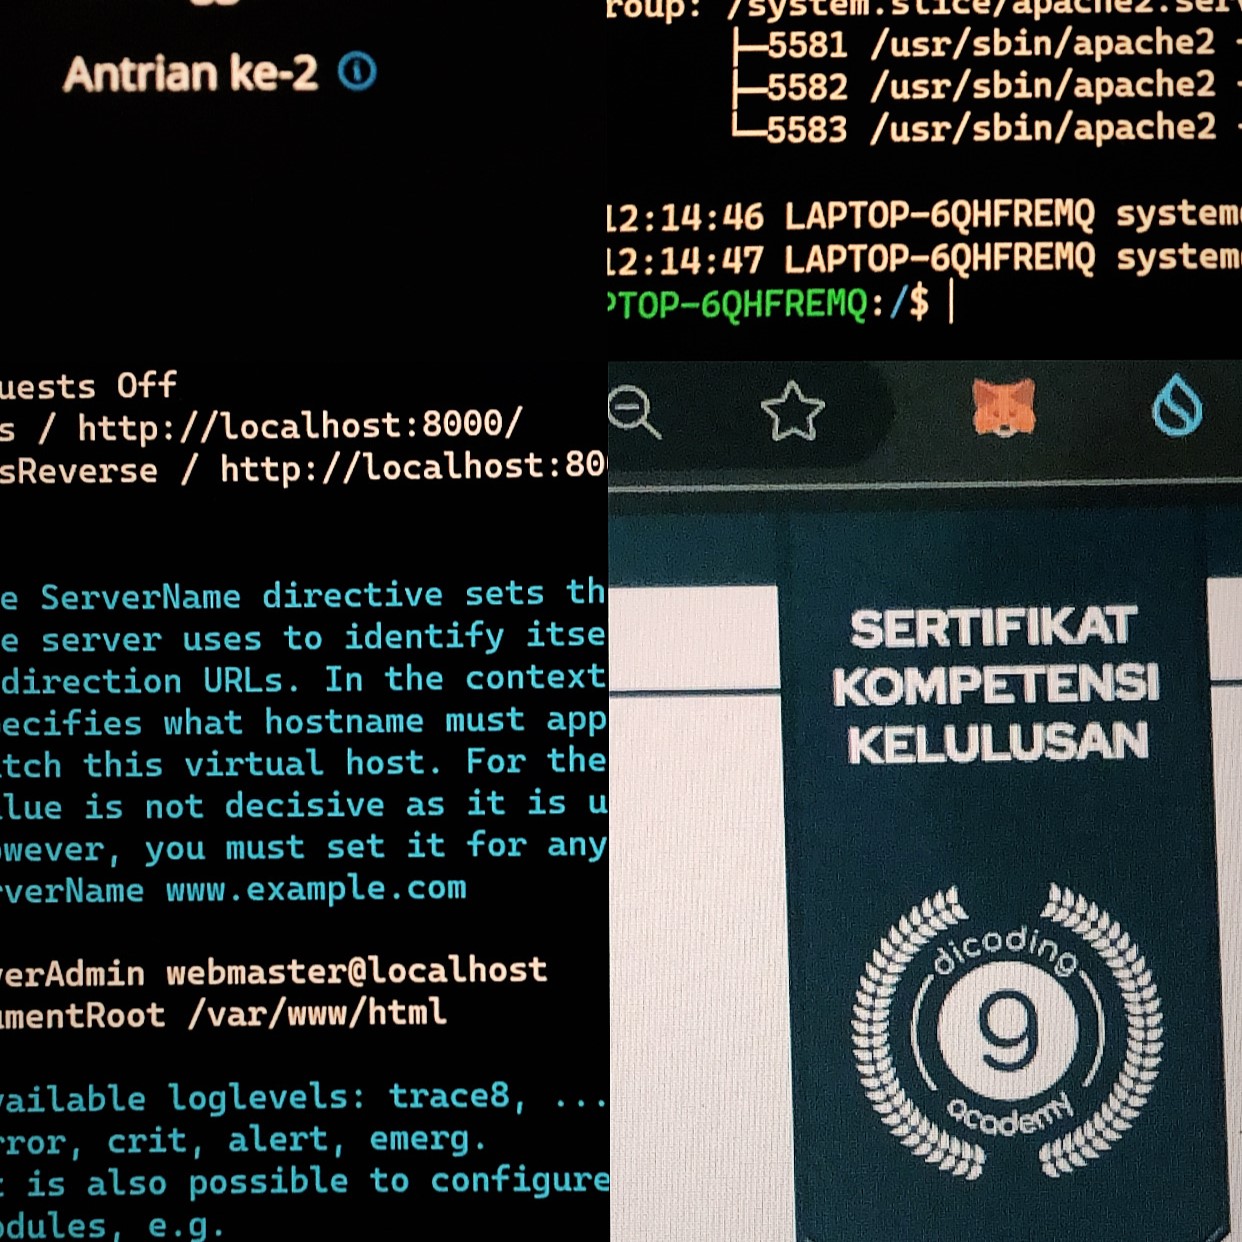 Antrian ke-2
roup: /system.slice/apache2.serv
├─5581 /usr/sbin/apache2 -
├─5582 /usr/sbin/apache2 -
└─5583 /usr/sbin/apache2 -
12:14:46 LAPTOP-6QHFREMQ system
12:14:47 LAPTOP-6QHFREMQ system
PTOP-6QHFREMQ:/$
uests Off
s / http://localhost:8000/
sReverse / http://localhost:80
e ServerName directive sets th
e server uses to identify itse
direction URLs. In the context
ecifies what hostname must app
tch this virtual host. For the
lue is not decisive as it is u
wever, you must set it for any
rverName www.example.com
verAdmin webmaster@localhost
umentRoot /var/www/html
vailable loglevels: trace8, ...
rror, crit, alert, emerg.
t is also possible to configure
odules, e.g.
SERTIFIKAT
KOMPETENSI
KELULUSAN
dicoding
9
academy